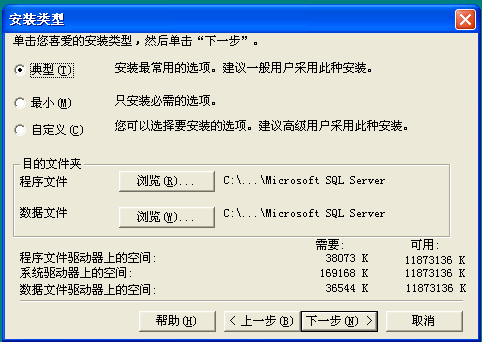 安装类型
单击您喜爱的安装类型，然后单击“下一步”。
典型(T) 安装最常用的选项。建议一般用户采用此种安装。
最小(M) 只安装必需的选项。
自定义(C) 您可以选择要安装的选项。建议高级用户采用此种安装。
目的文件夹
程序文件 浏览(R)... C:\...\Microsoft SQL Server
数据文件 浏览(W)... C:\...\Microsoft SQL Server
需要: 可用:
程序文件驱动器上的空间: 38073 K 11873136 K
系统驱动器上的空间: 169168 K 11873136 K
数据文件驱动器上的空间: 36544 K 11873136 K
帮助(H) < 上一步(B) 下一步(N) > 取消